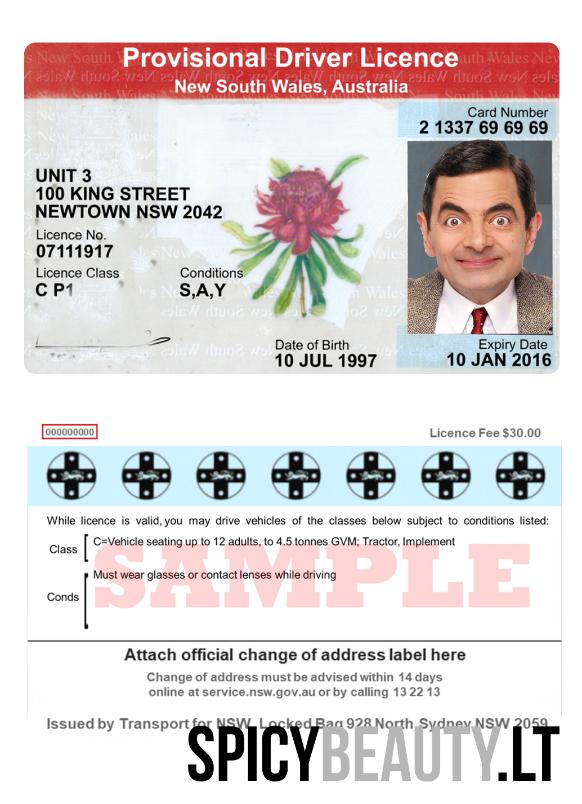 Provisional Driver Licence
New South Wales, Australia
Card Number
2 1337 69 69 69
UNIT 3
100 KING STREET
NEWTOWN NSW 2042
Licence No.
07111917
Licence Class
C P1
Conditions
S,A,Y
Date of Birth
10 JUL 1997
Expiry Date
10 JAN 2016
000000000
Licence Fee $30.00
While licence is valid, you may drive vehicles of the classes below subject to conditions listed:
Class
C=Vehicle seating up to 12 adults, to 4.5 tonnes GVM; Tractor, Implement
Conds
Must wear glasses or contact lenses while driving
SAMPLE
Attach official change of address label here
Change of address must be advised within 14 days
online at service.nsw.gov.au or by calling 13 22 13
Issued by Transport for NSW, Locked Bag 928 North Sydney NSW 2059
SPICYBEAUTY.LT